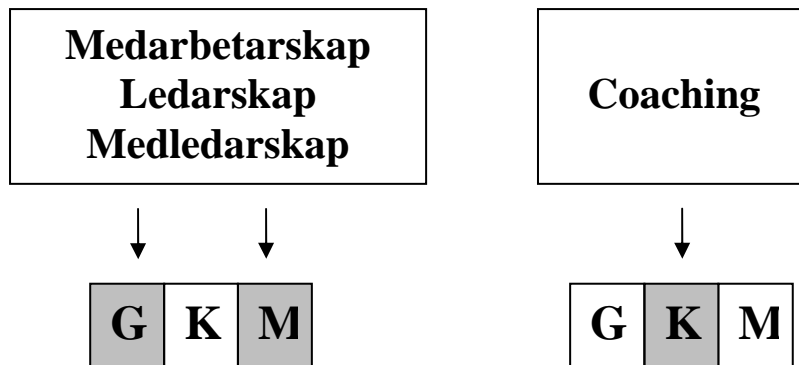 Medarbetarskap
Ledarskap
Medledarskap
Coaching
G K M
G K M